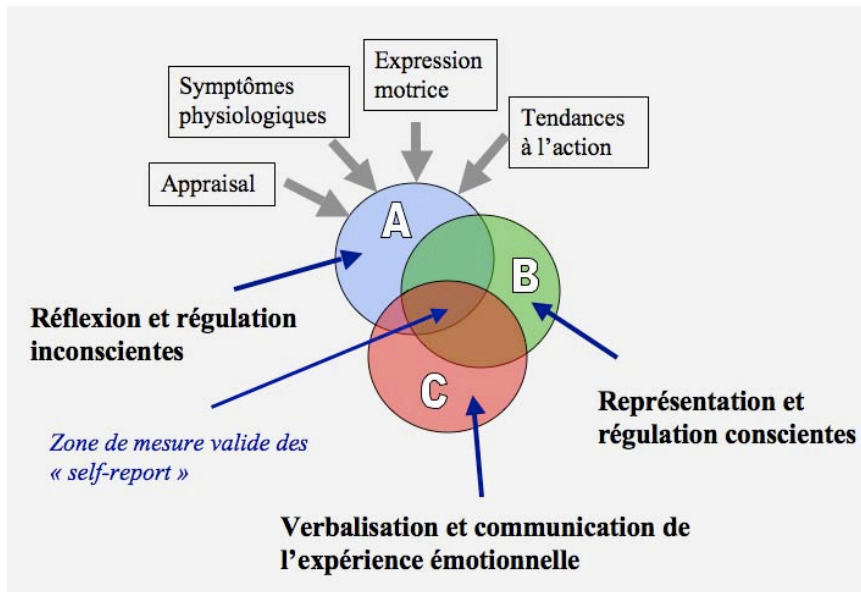 Expression
motrice
Symptômes
physiologiques
Tendances
à l’action
Appraisal
A
B
Réflexion et régulation
inconscientes
C
Représentation et
régulation conscientes
Zone de mesure valide des
« self-report »
Verbalisation et communication de
l’expérience émotionnelle